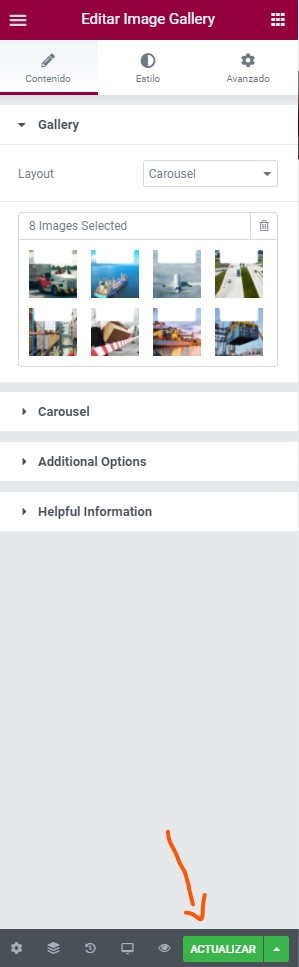 Editar Image Gallery
Contenido
Estilo
Avanzado
Gallery
Layout
Carousel
8 Images Selected
Carousel
Additional Options
Helpful Information
ACTUALIZAR